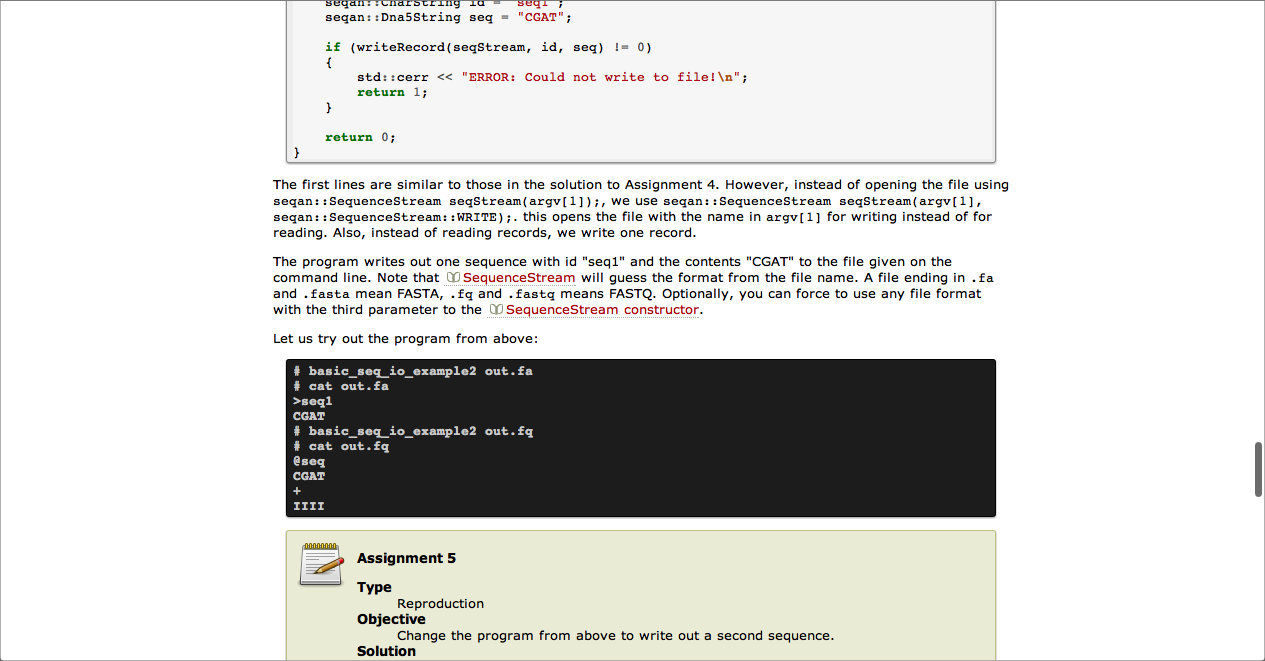 seqan::CharString id = "seq1";
seqan::Dna5String seq = "CGAT";
if (writeRecord(seqStream, id, seq) != 0)
{
std::cerr << "ERROR: Could not write to file!\n";
return 1;
}
return 0;
}
The first lines are similar to those in the solution to Assignment 4. However, instead of opening the file using
seqan::SequenceStream seqStream(argv[1]);, we use seqan::SequenceStream seqStream(argv[1],
seqan::SequenceStream::WRITE);. this opens the file with the name in argv[1] for writing instead of for
reading. Also, instead of reading records, we write one record.
The program writes out one sequence with id "seq1" and the contents "CGAT" to the file given on the
command line. Note that SequenceStream will guess the format from the file name. A file ending in .fa
and .fasta mean FASTA, .fq and .fastq means FASTQ. Optionally, you can force to use any file format
with the third parameter to the SequenceStream constructor.
Let us try out the program from above:
# basic_seq_io_example2 out.fa
# cat out.fa
>seq1
CGAT
# basic_seq_io_example2 out.fq
# cat out.fq
@seq
CGAT
+
IIII
Assignment 5
Type
Reproduction
Objective
Change the program from above to write out a second sequence.
Solution